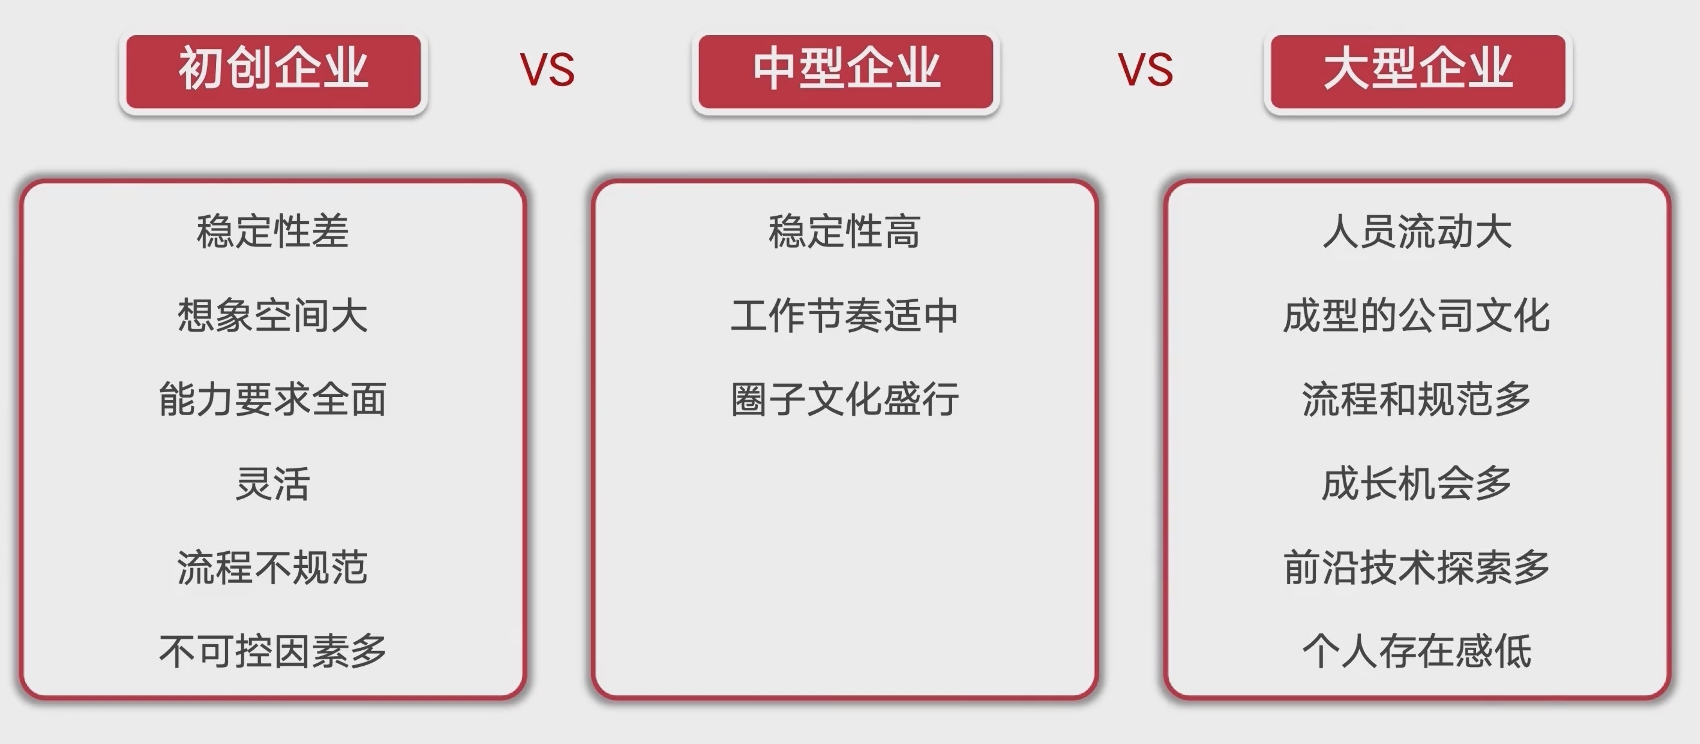 初创企业
VS
中型企业
VS
大型企业
稳定性差
想象空间大
能力要求全面
灵活
流程不规范
不可控因素多
稳定性高
工作节奏适中
圈子文化盛行
人员流动大
成型的公司文化
流程和规范多
成长机会多
前沿技术探索多
个人存在感低